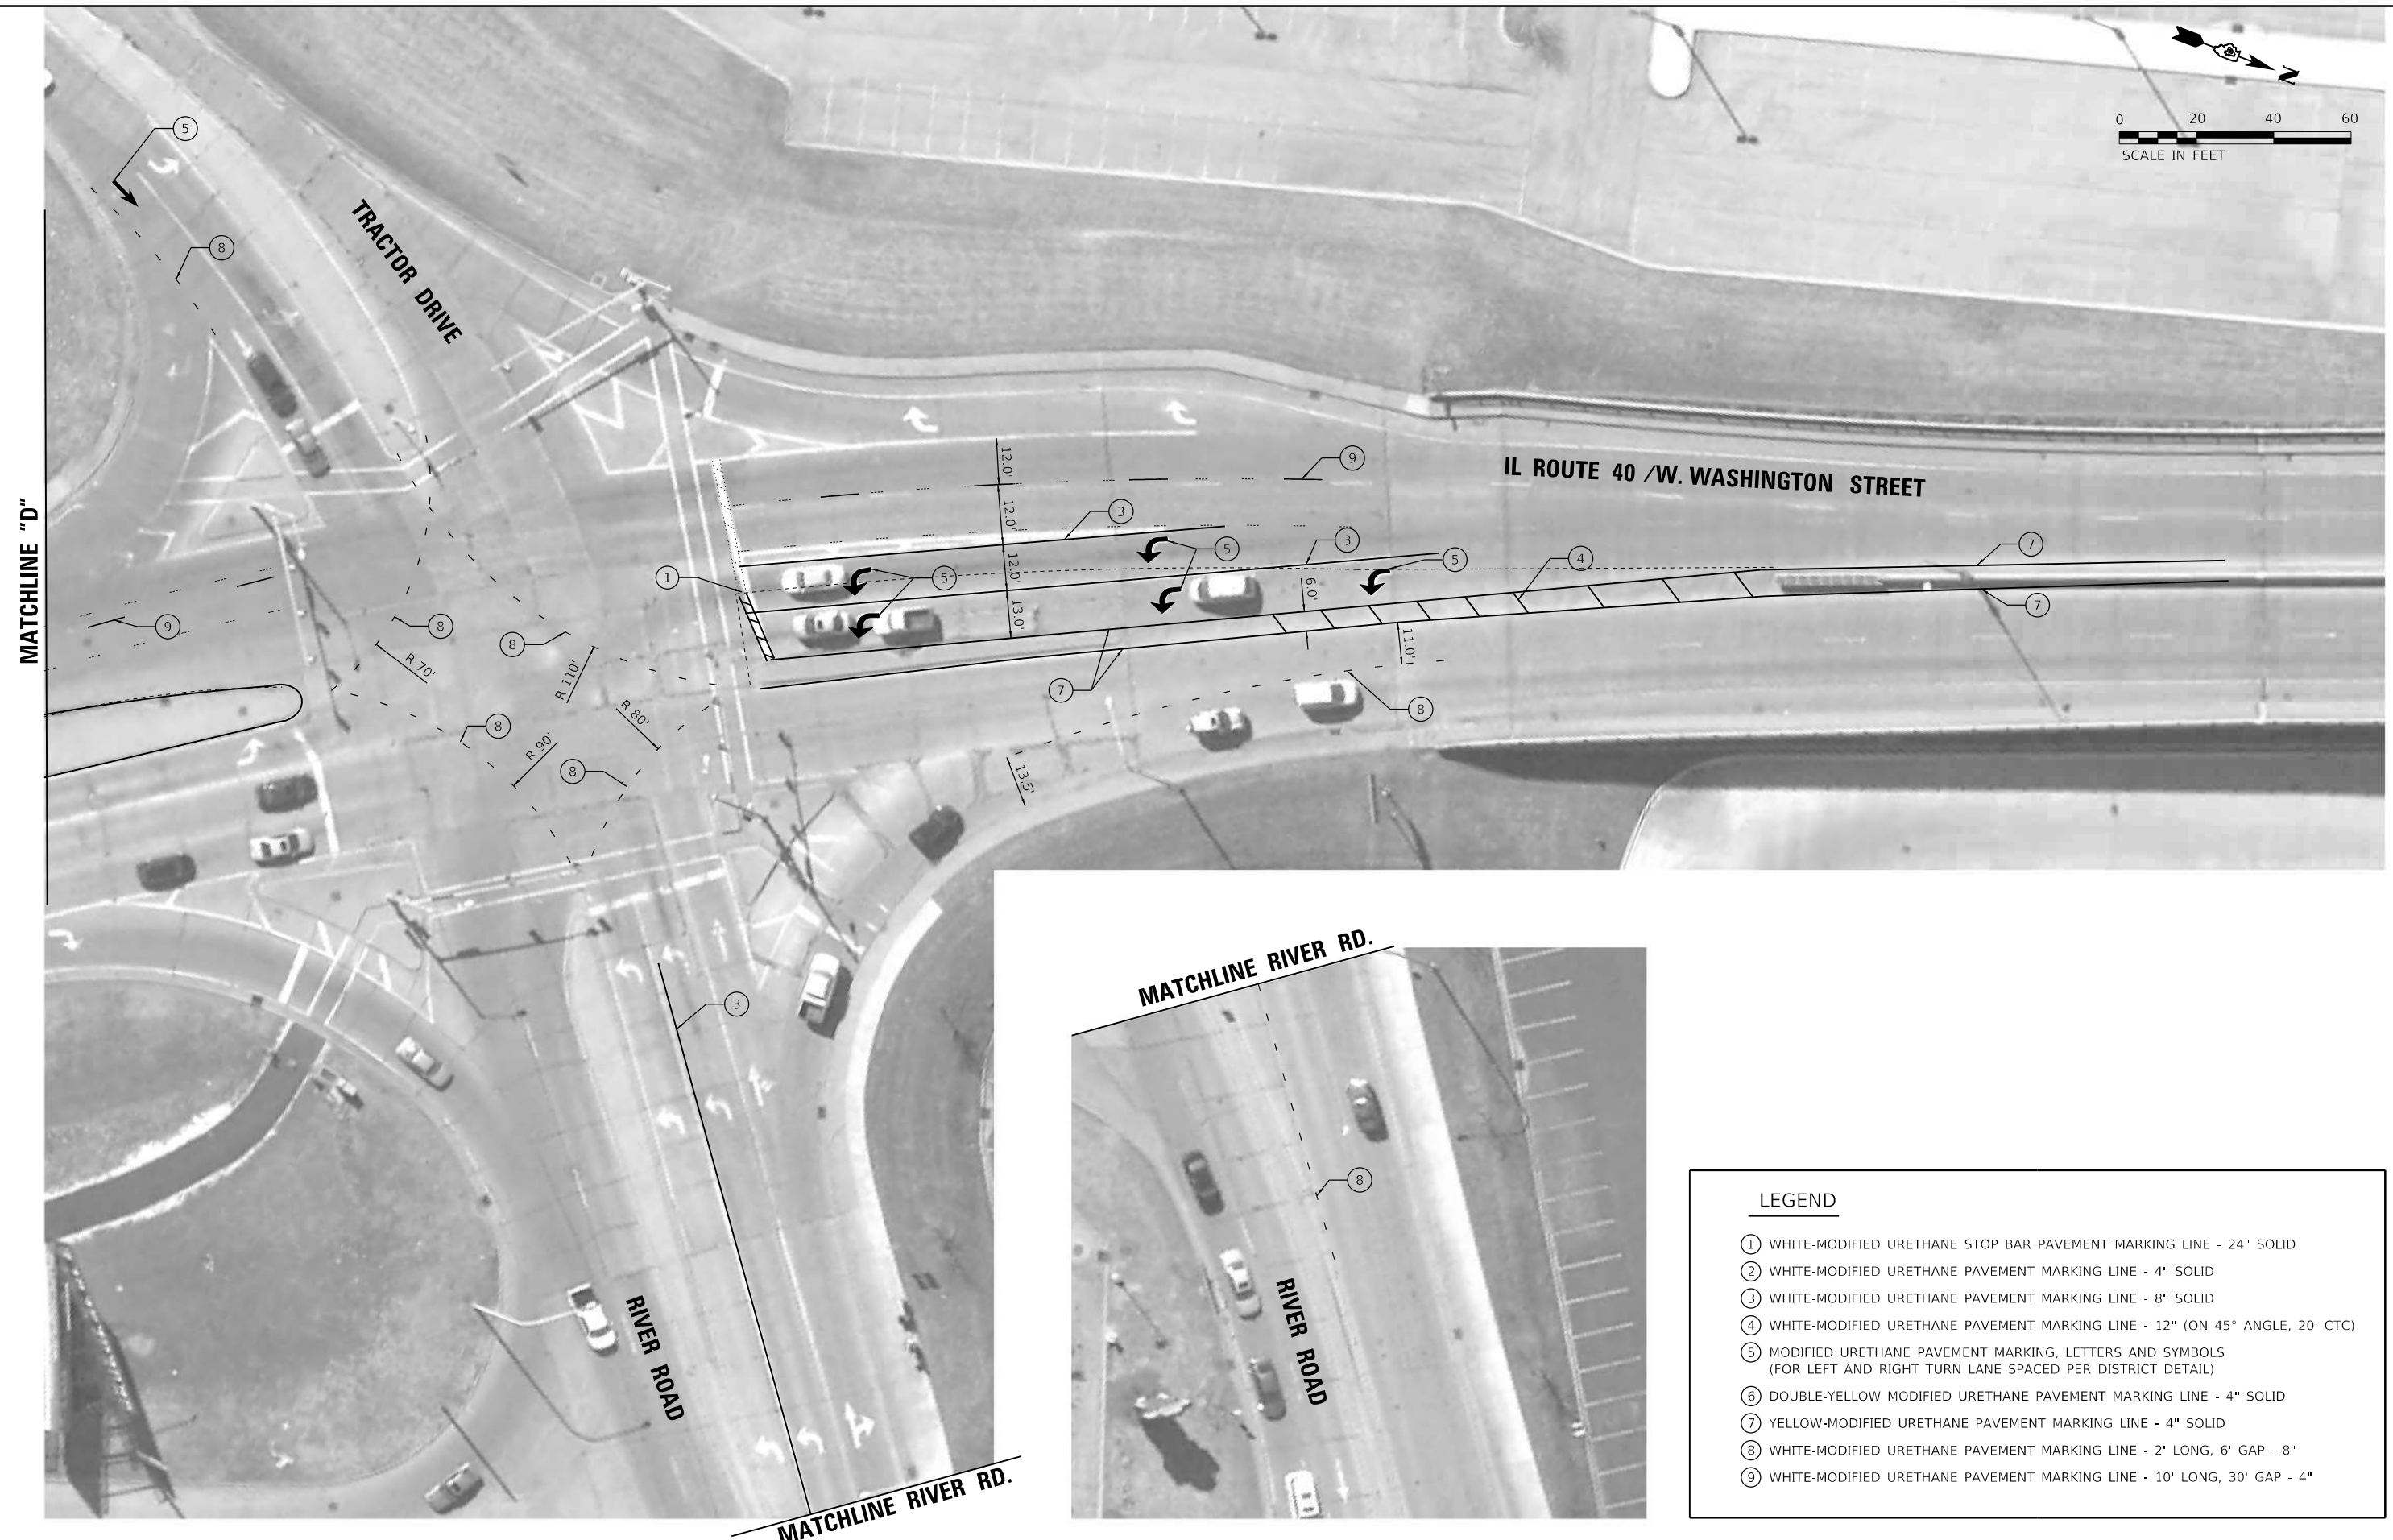 N
0 20 40 60
SCALE IN FEET
5
8
TRACTOR DRIVE
MATCHLINE "D"
IL ROUTE 40 /W. WASHINGTON STREET
12.0'
12.0'
12.0'
13.0'
6.0'
11.0'
13.5'
9
3
3
5
5
5
4
7
7
1
9
8
8
8
8
7
8
R 70'
R 110'
R 80'
R 90'
3
RIVER ROAD
MATCHLINE RIVER RD.
MATCHLINE RIVER RD.
8
RIVER ROAD
LEGEND
1 WHITE-MODIFIED URETHANE STOP BAR PAVEMENT MARKING LINE - 24" SOLID
2 WHITE-MODIFIED URETHANE PAVEMENT MARKING LINE - 4" SOLID
3 WHITE-MODIFIED URETHANE PAVEMENT MARKING LINE - 8" SOLID
4 WHITE-MODIFIED URETHANE PAVEMENT MARKING LINE - 12" (ON 45° ANGLE, 20' CTC)
5 MODIFIED URETHANE PAVEMENT MARKING, LETTERS AND SYMBOLS
(FOR LEFT AND RIGHT TURN LANE SPACED PER DISTRICT DETAIL)
6 DOUBLE-YELLOW MODIFIED URETHANE PAVEMENT MARKING LINE - 4" SOLID
7 YELLOW-MODIFIED URETHANE PAVEMENT MARKING LINE - 4" SOLID
8 WHITE-MODIFIED URETHANE PAVEMENT MARKING LINE - 2' LONG, 6' GAP - 8"
9 WHITE-MODIFIED URETHANE PAVEMENT MARKING LINE - 10' LONG, 30' GAP - 4"